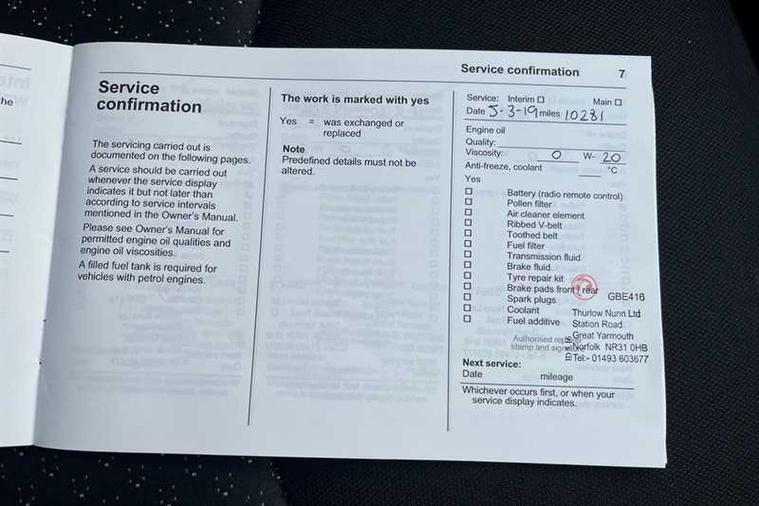 he
Service confirmation 7
Service
confirmation
The servicing carried out is
documented on the following pages.
A service should be carried out
whenever the service display
indicates it but not later than
according to service intervals
mentioned in the Owner's Manual.
Please see Owner's Manual for
permitted engine oil qualities and
engine oil viscosities.
A filled fuel tank is required for
vehicles with petrol engines.
The work is marked with yes
Yes = was exchanged or
replaced
Note
Predefined details must not be
altered.
Service: Interim ☐ Main ☐
Date 5-3-19 miles 10281
Engine oil
Quality:
Viscosity: 0 W- 20
Anti-freeze, coolant °C
Yes
☐ Battery (radio remote control)
☐ Pollen filter
☐ Air cleaner element
☐ Ribbed V-belt
☐ Toothed belt
☐ Fuel filter
☐ Transmission fluid
☐ Brake fluid
☐ Tyre repair kit
☐ Brake pads front / rear
☐ Spark plugs
☐ Coolant
☐ Fuel additive
GBE416
Thurlow Nunn Ltd
Station Road
Great Yarmouth
Norfolk NR31 0HB
Tel:- 01493 603677
Authorised
stamp and
Next service:
Date mileage
Whichever occurs first, or when your
service display indicates.